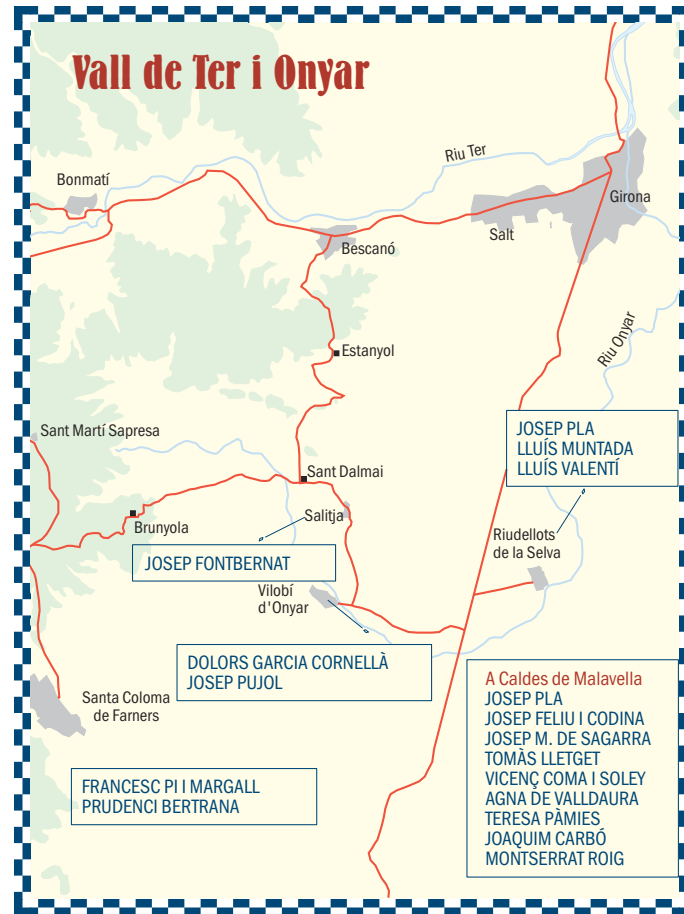 Vall de Ter i Onyar
Riu Ter
Bonmatí
Girona
Salt
Bescanó
Riu Onyar
Estanyol
JOSEP PLA
LLUÍS MUNTADA
LLUÍS VALENTÍ
Sant Martí Sapresa
Sant Dalmai
Salitja
Brunyola
Riudellots
de la Selva
JOSEP FONTBERNAT
Vilobí
d'Onyar
DOLORS GARCIA CORNELLÀ
JOSEP PUJOL
Santa Coloma
de Farners
A Caldes de Malavella
JOSEP PLA
JOSEP FELIU I CODINA
JOSEP M. DE SAGARRA
TOMÀS LLETGET
VICENÇ COMA I SOLEY
AGNA DE VALLDAURA
TERESA PÀMIES
JOAQUIM CARBÓ
MONTSERRAT ROIG
FRANCESC PI I MARGALL
PRUDENCI BERTRANA